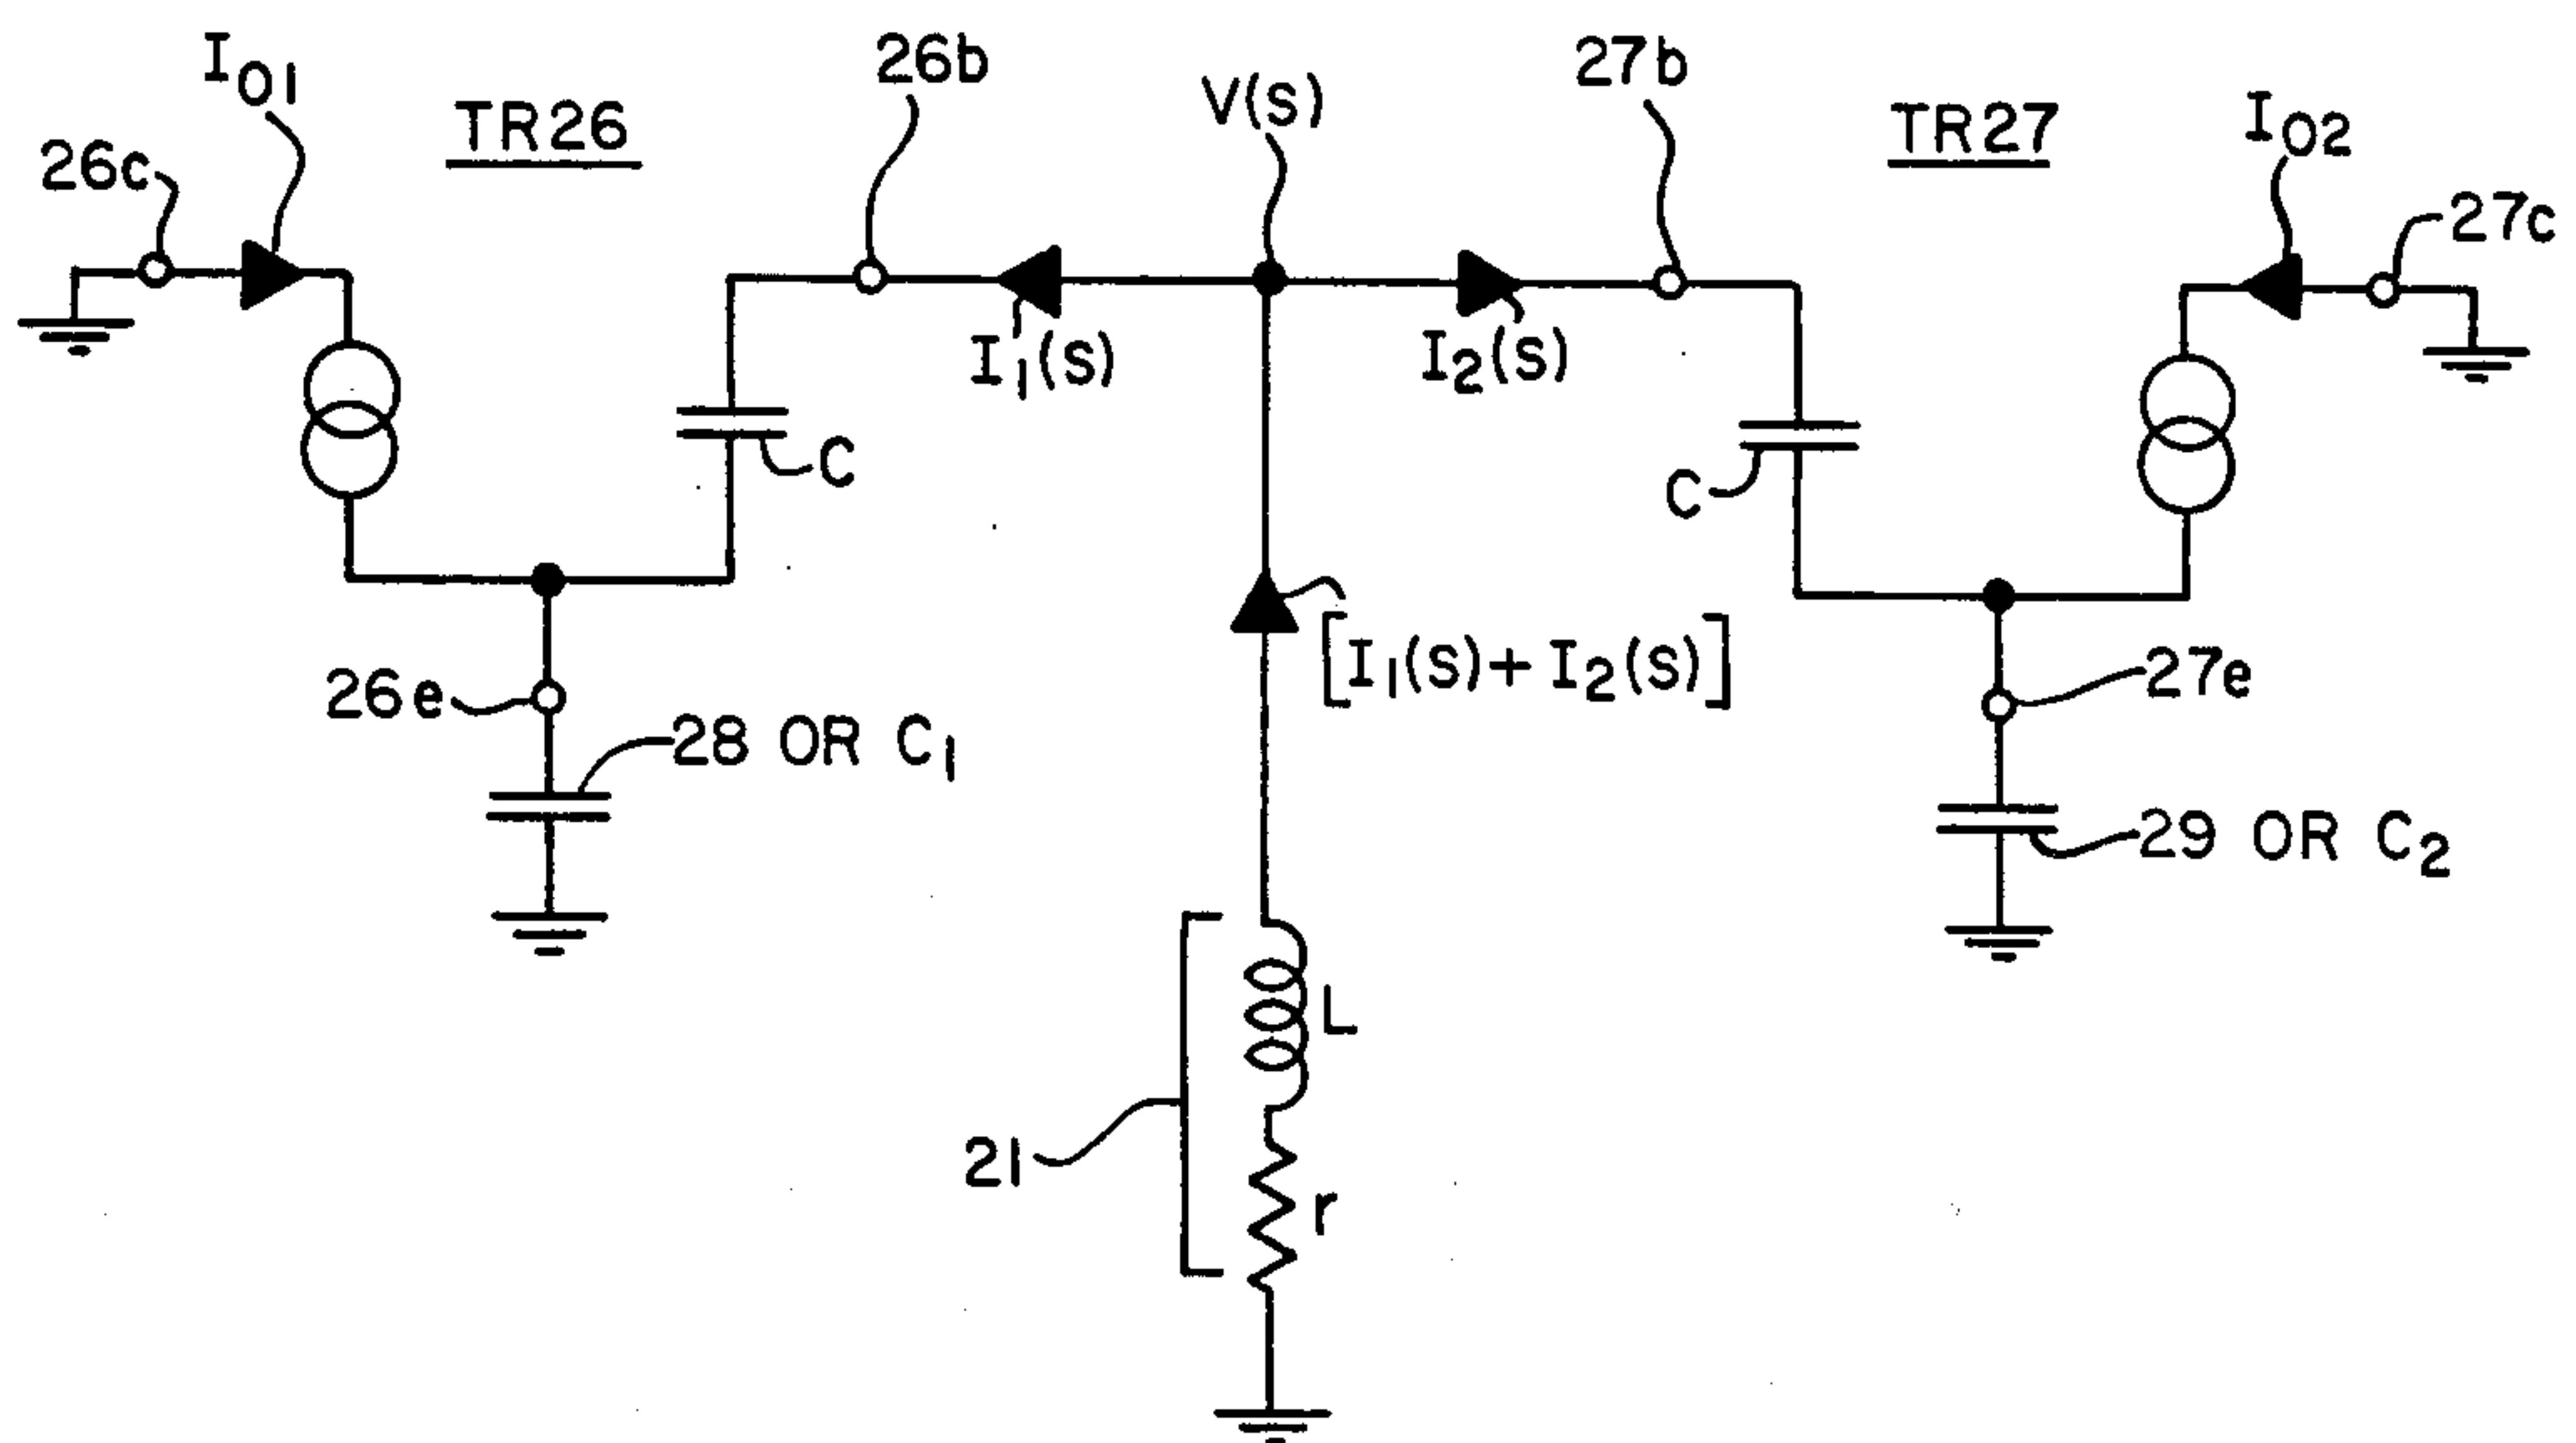 I01
TR26
26b
V(S)
27b
TR27
I02
26c
27c
I1(S)
I2(S)
C
C
[I1(S)+ I2(S)]
26e
27e
28 OR C1
29 OR C2
L
21
r